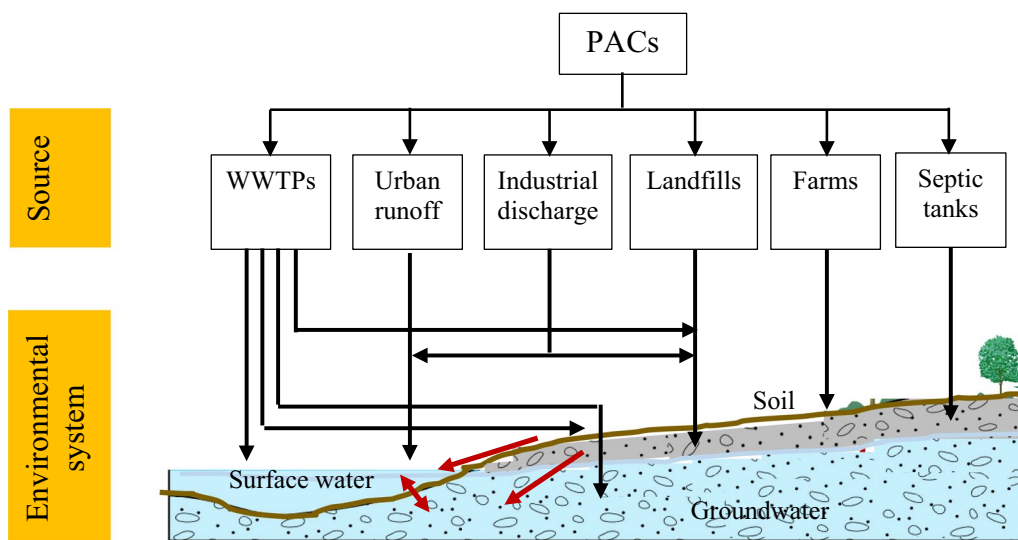 PACs
Source
WWTPs
Urban
runoff
Industrial
discharge
Landfills
Farms
Septic
tanks
Environmental
system
Soil
Surface water
Groundwater